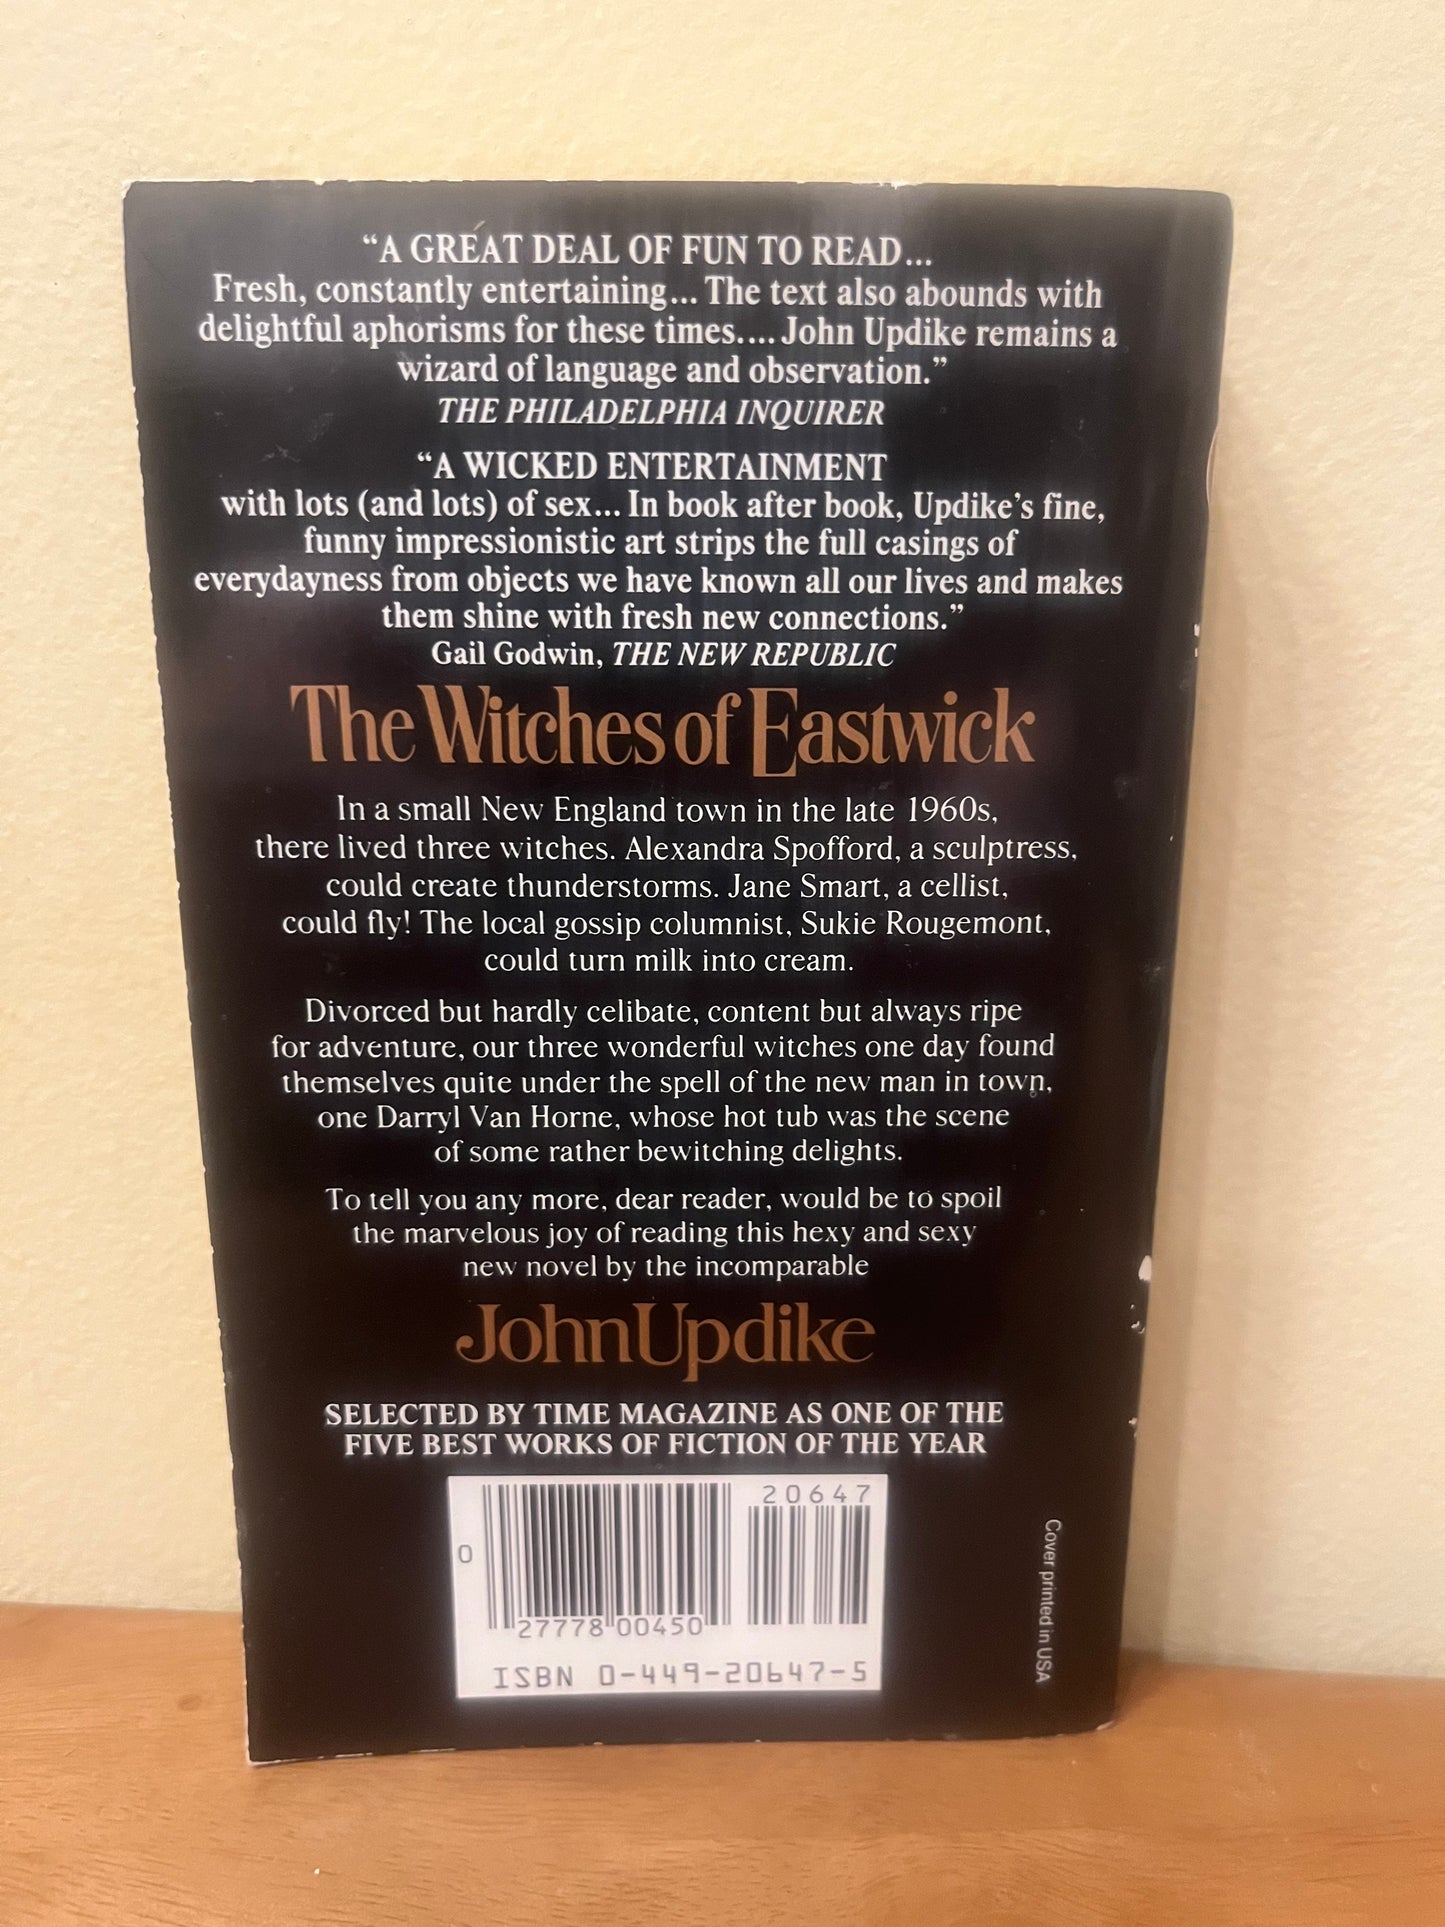 “A GREAT DEAL OF FUN TO READ...
Fresh, constantly entertaining... The text also abounds with
delightful aphorisms for these times.... John Updike remains a
wizard of language and observation.”
THE PHILADELPHIA INQUIRER
“A WICKED ENTERTAINMENT
with lots (and lots) of sex... In book after book, Updike’s fine,
funny impressionistic art strips the full casings of
everydayness from objects we have known all our lives and makes
them shine with fresh new connections.”
Gail Godwin, THE NEW REPUBLIC
The Witches of Eastwick
In a small New England town in the late 1960s,
there lived three witches. Alexandra Spofford, a sculptress,
could create thunderstorms. Jane Smart, a cellist,
could fly! The local gossip columnist, Sukie Rougemont,
could turn milk into cream.
Divorced but hardly celibate, content but always ripe
for adventure, our three wonderful witches one day found
themselves quite under the spell of the new man in town,
one Darryl Van Horne, whose hot tub was the scene
of some rather bewitching delights.
To tell you any more, dear reader, would be to spoil
the marvelous joy of reading this hexy and sexy
new novel by the incomparable
John Updike
SELECTED BY TIME MAGAZINE AS ONE OF THE
FIVE BEST WORKS OF FICTION OF THE YEAR
20647
0
27778 00450
ISBN 0-449-20647-5
Cover printed in USA